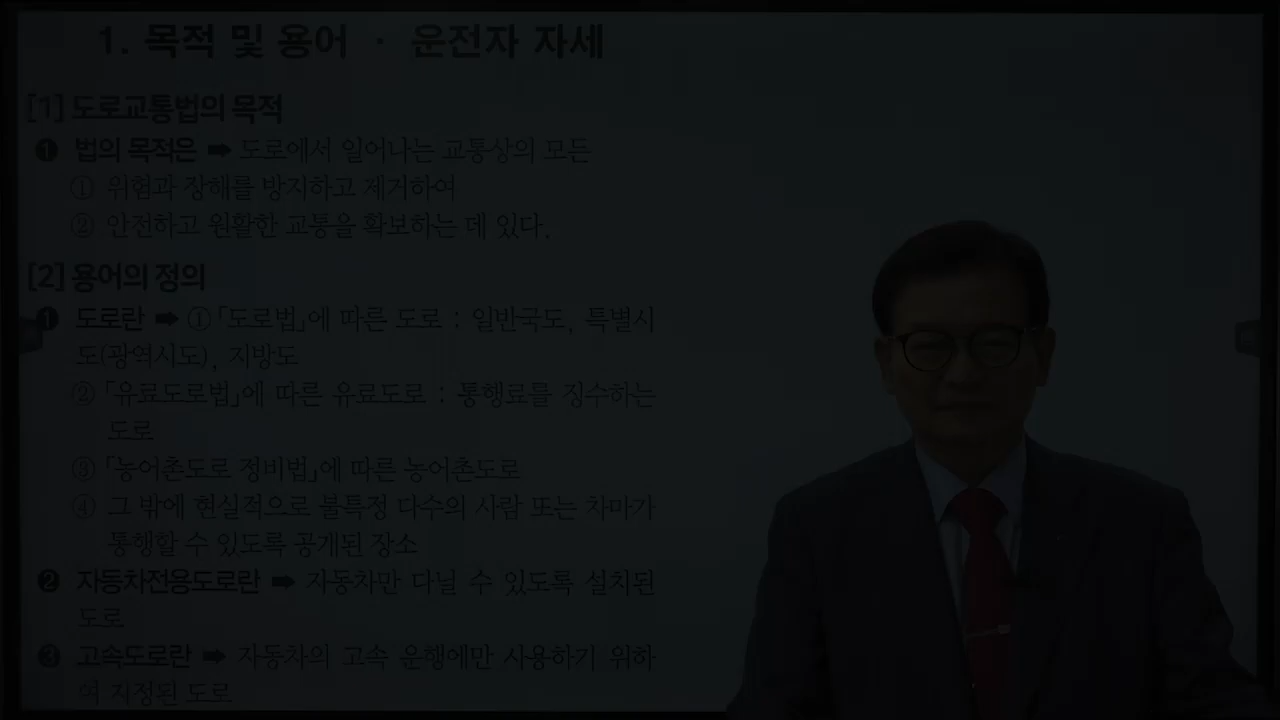 1. 목적 및 용어 · 운전자 자세
[1] 도로교통법의 목적
❶ 법의 목적은 ➡ 도로에서 일어나는 교통상의 모든
① 위험과 장해를 방지하고 제거하여
② 안전하고 원활한 교통을 확보하는 데 있다.
[2] 용어의 정의
❶ 도로란 ➡ ①「도로법」에 따른 도로 : 일반국도, 특별시
도(광역시도), 지방도
②「유료도로법」에 따른 유료도로 : 통행료를 징수하는
도로
③「농어촌도로 정비법」에 따른 농어촌도로
④ 그 밖에 현실적으로 불특정 다수의 사람 또는 차마가
통행할 수 있도록 공개된 장소
❷ 자동차전용도로란 ➡ 자동차만 다닐 수 있도록 설치된
도로
❸ 고속도로란 ➡ 자동차의 고속 운행에만 사용하기 위하
여 지정된 도로